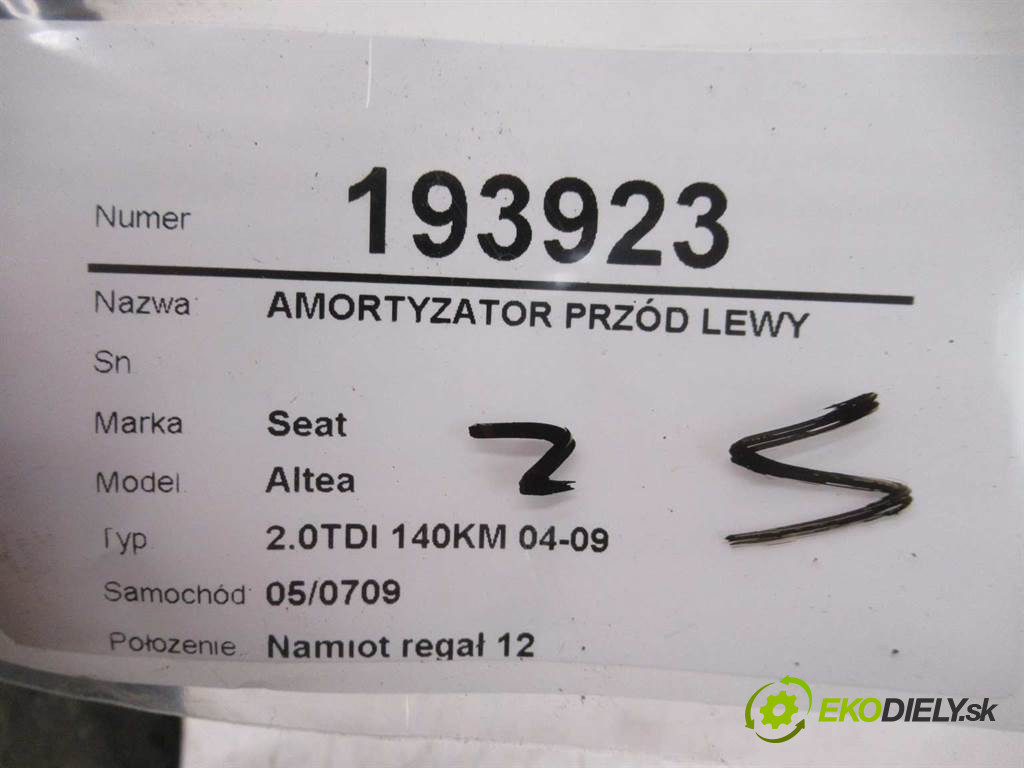 Numer 193923
Nazwa AMORTYZATOR PRZÓD LEWY
Sn
Marka Seat
Model Altea
Typ 2.0TDI 140KM 04-09
Samochód 05/0709
Położenie Namiot regał 12
2 S
EKODIELY.sk